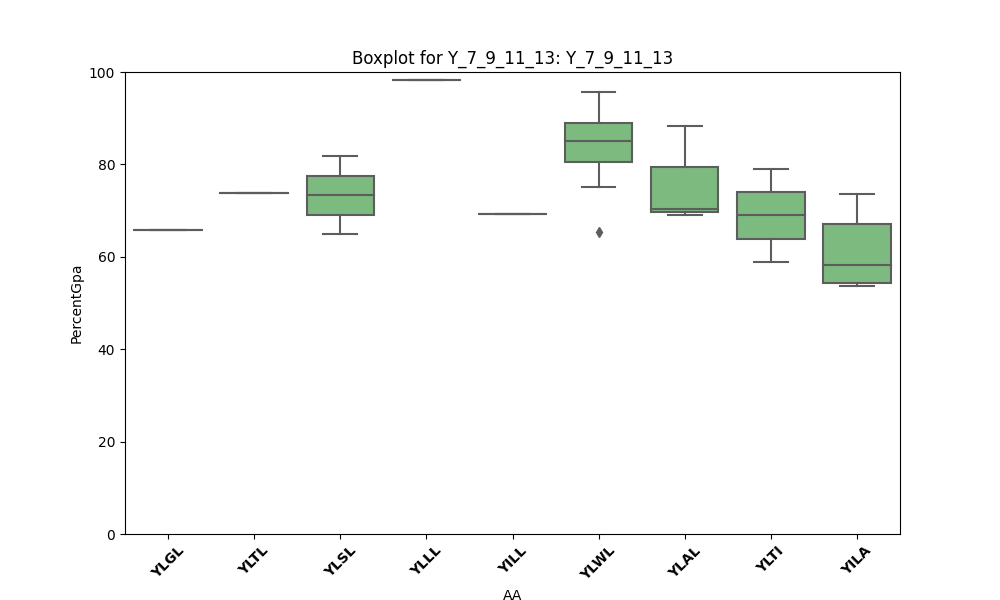 Boxplot for Y_7_9_11_13: Y_7_9_11_13
100
80
60
40
20
0
PercentGpa
YLGL
YLTL
YLSL
YLLL
YILL
YLWL
YLAL
YLTI
YILA
AA